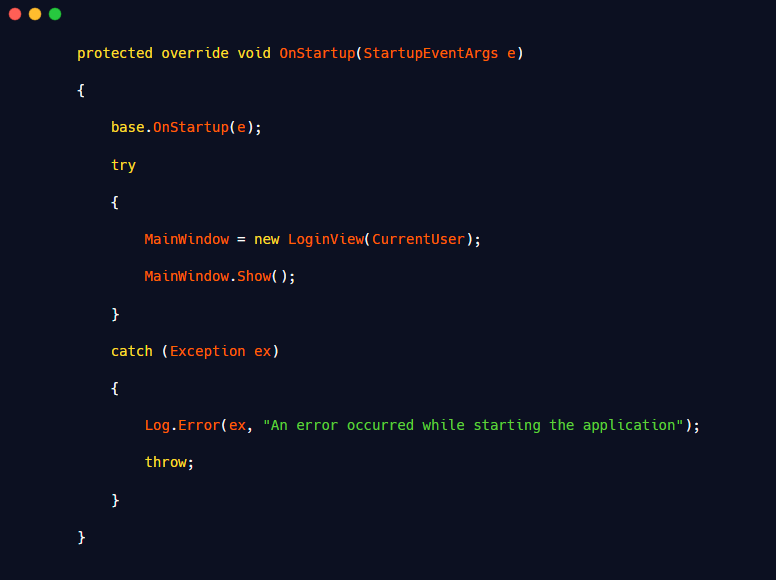 protected override void OnStartup(StartupEventArgs e)
{
base.OnStartup(e);
try
{
MainWindow = new LoginView(CurrentUser);
MainWindow.Show();
}
catch (Exception ex)
{
Log.Error(ex, "An error occurred while starting the application");
throw;
}
}